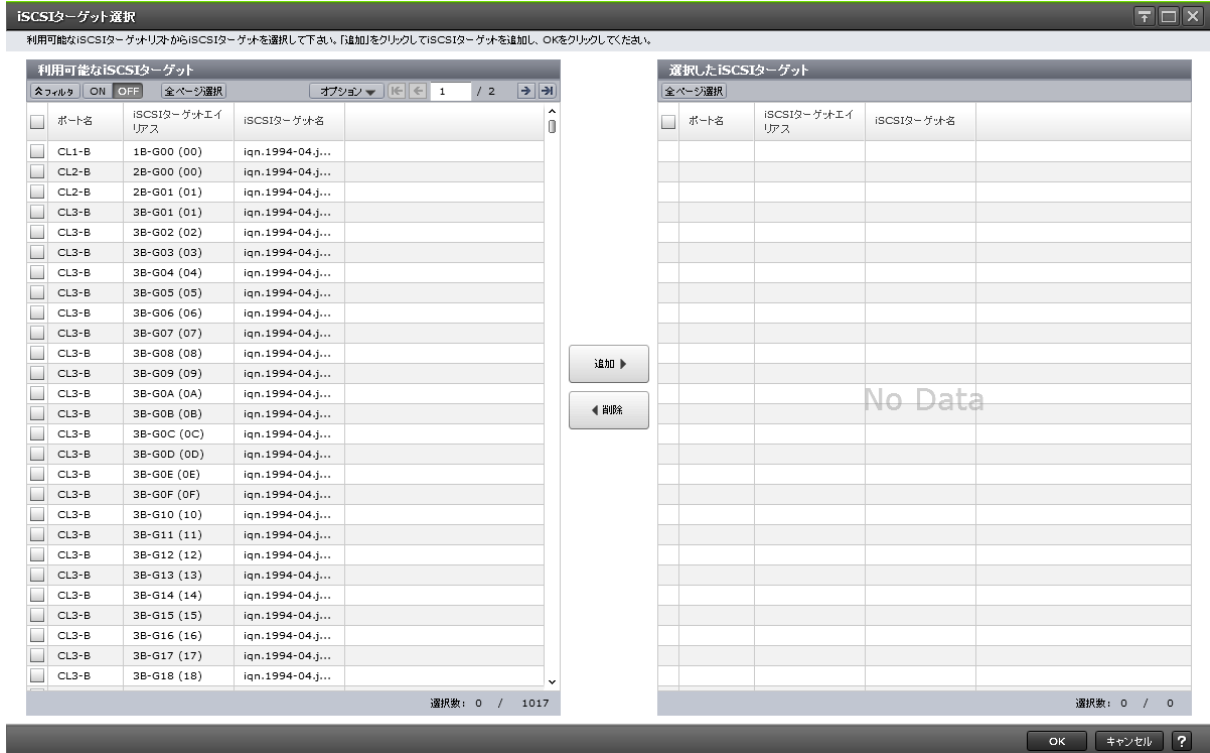 iSCSIターゲット選択
利用可能なiSCSIターゲットリストからiSCSIターゲットを選択して下さい。「追加」をクリックしてiSCSIターゲットを追加し、OKをクリックしてください。
利用可能なiSCSIターゲット
フィルタ ON OFF 全ページ選択 オプション 1 / 2
ポート名 iSCSIターゲットエイリアス iSCSIターゲット名
CL1-B 1B-G00 (00) iqn.1994-04.j...
CL2-B 2B-G00 (00) iqn.1994-04.j...
CL2-B 2B-G01 (01) iqn.1994-04.j...
CL3-B 3B-G01 (01) iqn.1994-04.j...
CL3-B 3B-G02 (02) iqn.1994-04.j...
CL3-B 3B-G03 (03) iqn.1994-04.j...
CL3-B 3B-G04 (04) iqn.1994-04.j...
CL3-B 3B-G05 (05) iqn.1994-04.j...
CL3-B 3B-G06 (06) iqn.1994-04.j...
CL3-B 3B-G07 (07) iqn.1994-04.j...
CL3-B 3B-G08 (08) iqn.1994-04.j...
CL3-B 3B-G09 (09) iqn.1994-04.j...
CL3-B 3B-G0A (0A) iqn.1994-04.j...
CL3-B 3B-G0B (0B) iqn.1994-04.j...
CL3-B 3B-G0C (0C) iqn.1994-04.j...
CL3-B 3B-G0D (0D) iqn.1994-04.j...
CL3-B 3B-G0E (0E) iqn.1994-04.j...
CL3-B 3B-G0F (0F) iqn.1994-04.j...
CL3-B 3B-G10 (10) iqn.1994-04.j...
CL3-B 3B-G11 (11) iqn.1994-04.j...
CL3-B 3B-G12 (12) iqn.1994-04.j...
CL3-B 3B-G13 (13) iqn.1994-04.j...
CL3-B 3B-G14 (14) iqn.1994-04.j...
CL3-B 3B-G15 (15) iqn.1994-04.j...
CL3-B 3B-G16 (16) iqn.1994-04.j...
CL3-B 3B-G17 (17) iqn.1994-04.j...
CL3-B 3B-G18 (18) iqn.1994-04.j...
選択数: 0 / 1017
追加
削除
選択したiSCSIターゲット
全ページ選択
ポート名 iSCSIターゲットエイリアス iSCSIターゲット名
No Data
選択数: 0 / 0
OK キャンセル ?